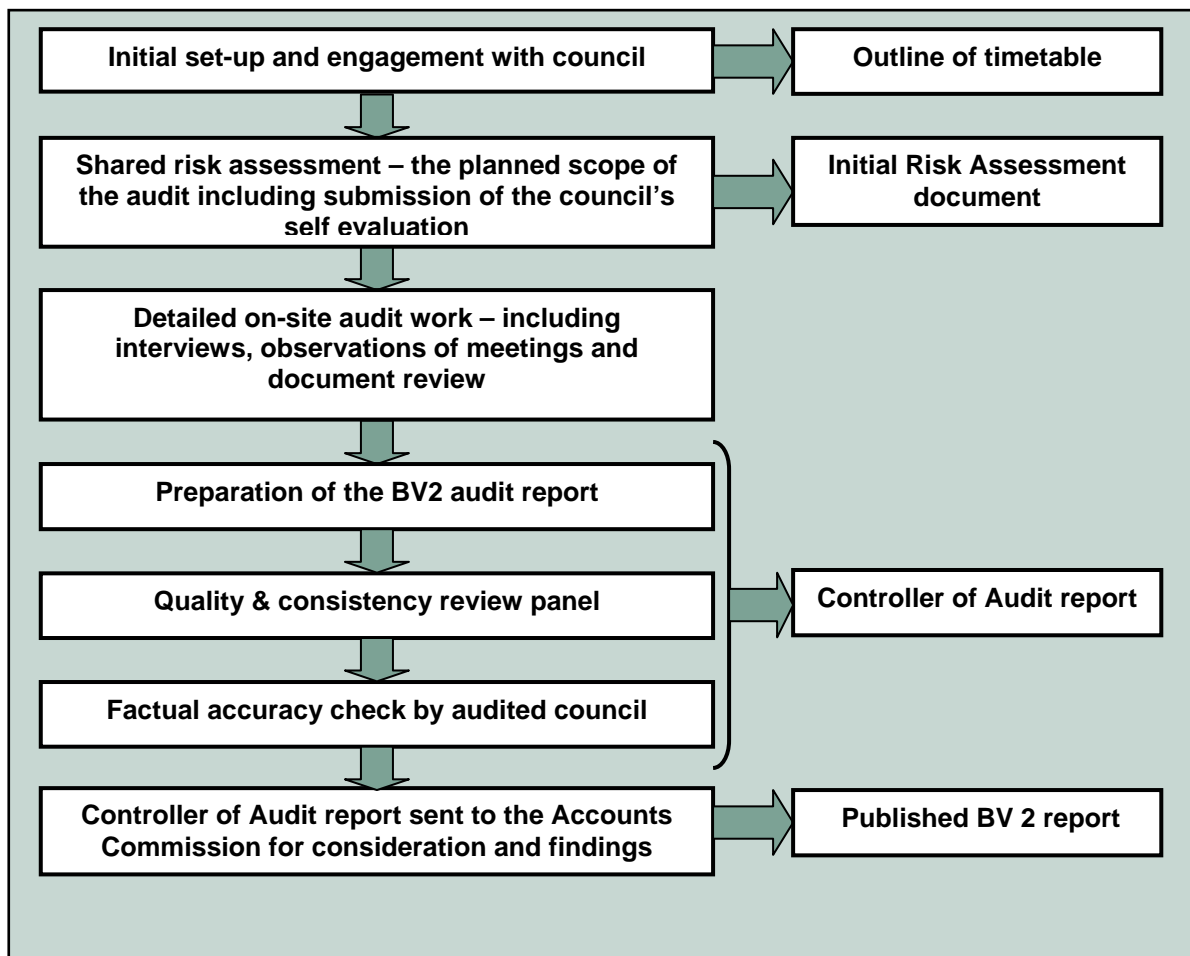 Initial set-up and engagement with council
Outline of timetable
Shared risk assessment – the planned scope of
the audit including submission of the council's
self evaluation
Initial Risk Assessment
document
Detailed on-site audit work – including
interviews, observations of meetings and
document review
Preparation of the BV2 audit report
Quality & consistency review panel
Controller of Audit report
Factual accuracy check by audited council
Controller of Audit report sent to the Accounts
Commission for consideration and findings
Published BV 2 report